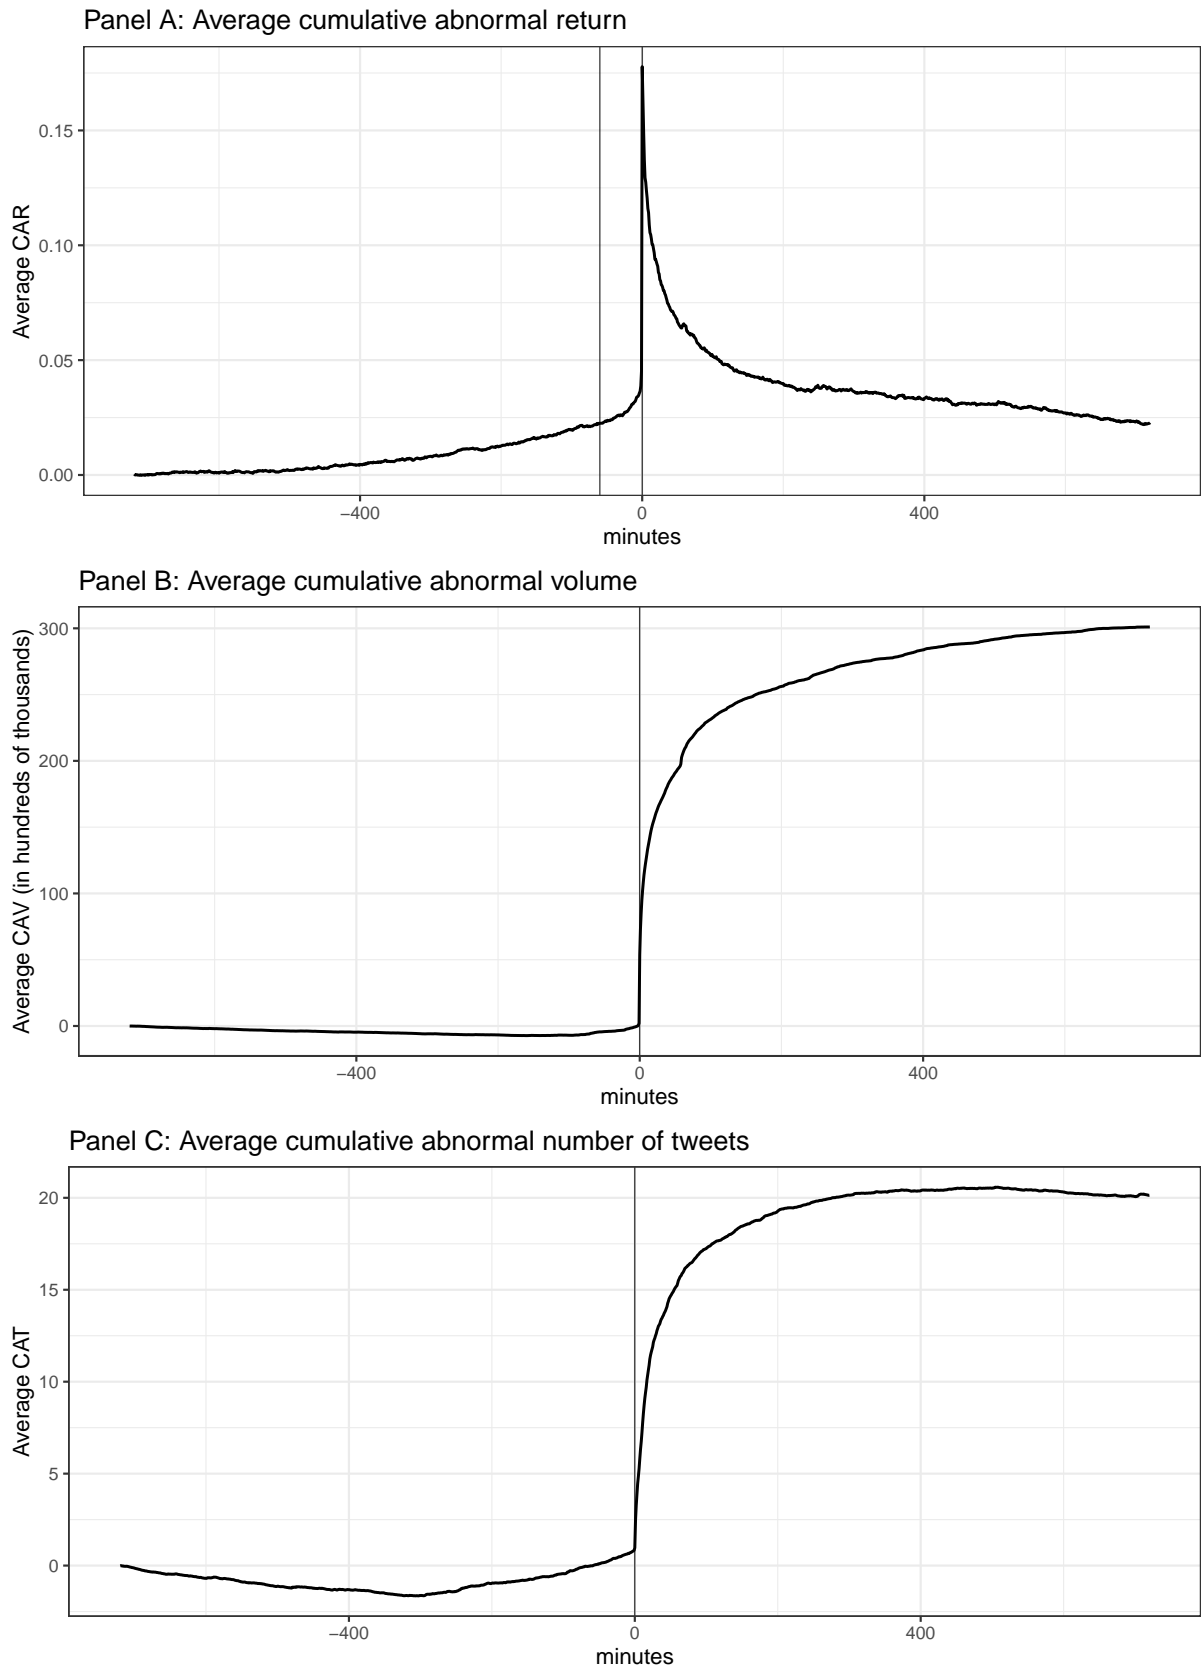 Panel A: Average cumulative abnormal return
Average CAR
0.15
0.10
0.05
0.00
−400
0
400
minutes
Panel B: Average cumulative abnormal volume
Average CAV (in hundreds of thousands)
300
200
100
0
−400
0
400
minutes
Panel C: Average cumulative abnormal number of tweets
Average CAT
20
15
10
5
0
−400
0
400
minutes